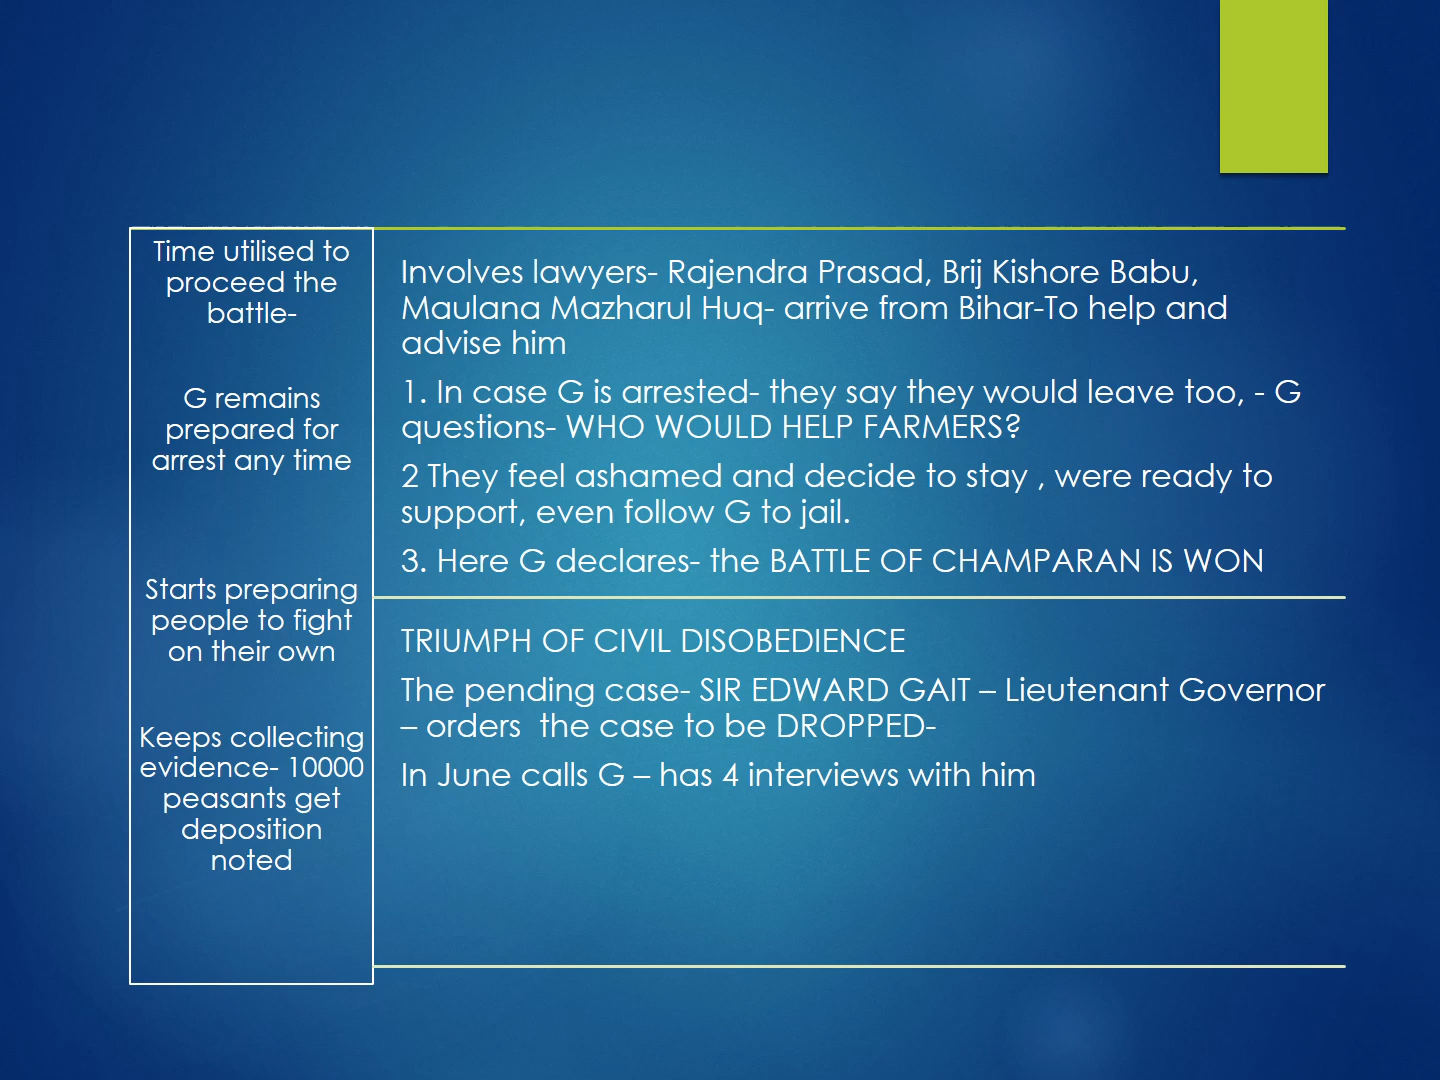 Time utilised to
proceed the
battle-
G remains
prepared for
arrest any time
Starts preparing
people to fight
on their own
Keeps collecting
evidence- 10000
peasants get
deposition
noted
Involves lawyers- Rajendra Prasad, Brij Kishore Babu,
Maulana Mazharul Huq- arrive from Bihar-To help and
advise him
1. In case G is arrested- they say they would leave too, - G
questions- WHO WOULD HELP FARMERS?
2 They feel ashamed and decide to stay , were ready to
support, even follow G to jail.
3. Here G declares- the BATTLE OF CHAMPARAN IS WON
TRIUMPH OF CIVIL DISOBEDIENCE
The pending case- SIR EDWARD GAIT – Lieutenant Governor
– orders  the case to be DROPPED-
In June calls G – has 4 interviews with him